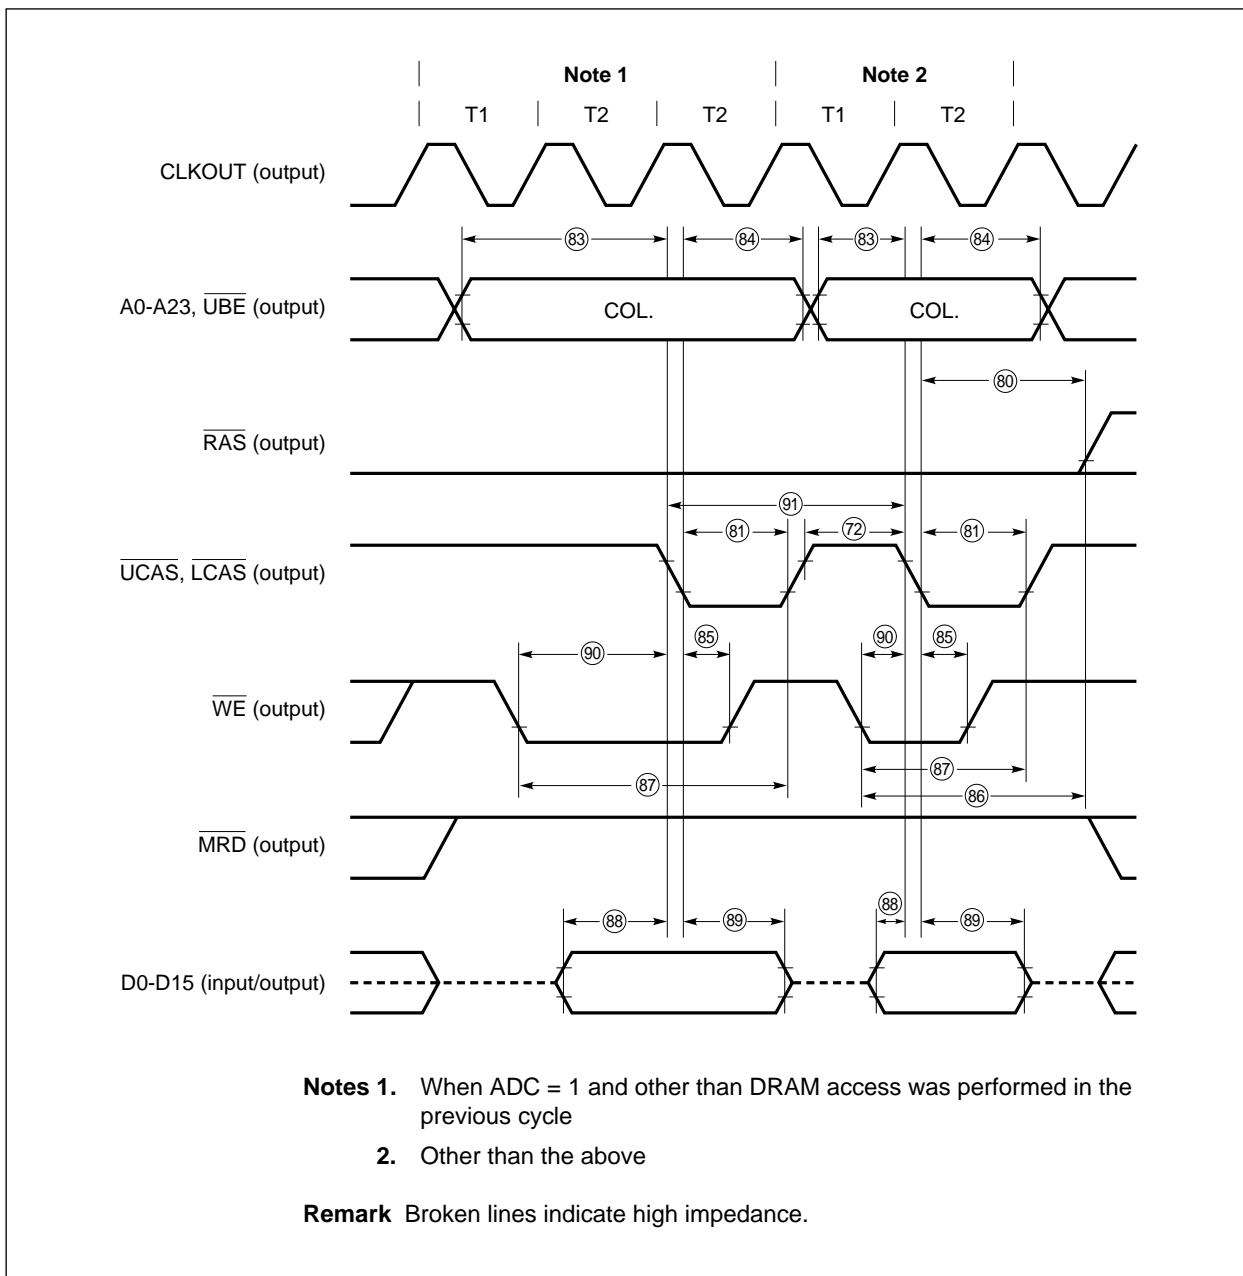 Note 1 Note 2
T1 T2 T2 T1 T2
CLKOUT (output)
83 84 83 84
A0-A23, UBE (output)
COL. COL.
80
RAS (output)
91
81 72 81
UCAS, LCAS (output)
90 85 90 85
WE (output)
87 87
86
MRD (output)
88 89 88 89
D0-D15 (input/output)
Notes 1. When ADC = 1 and other than DRAM access was performed in the
previous cycle
2. Other than the above
Remark Broken lines indicate high impedance.